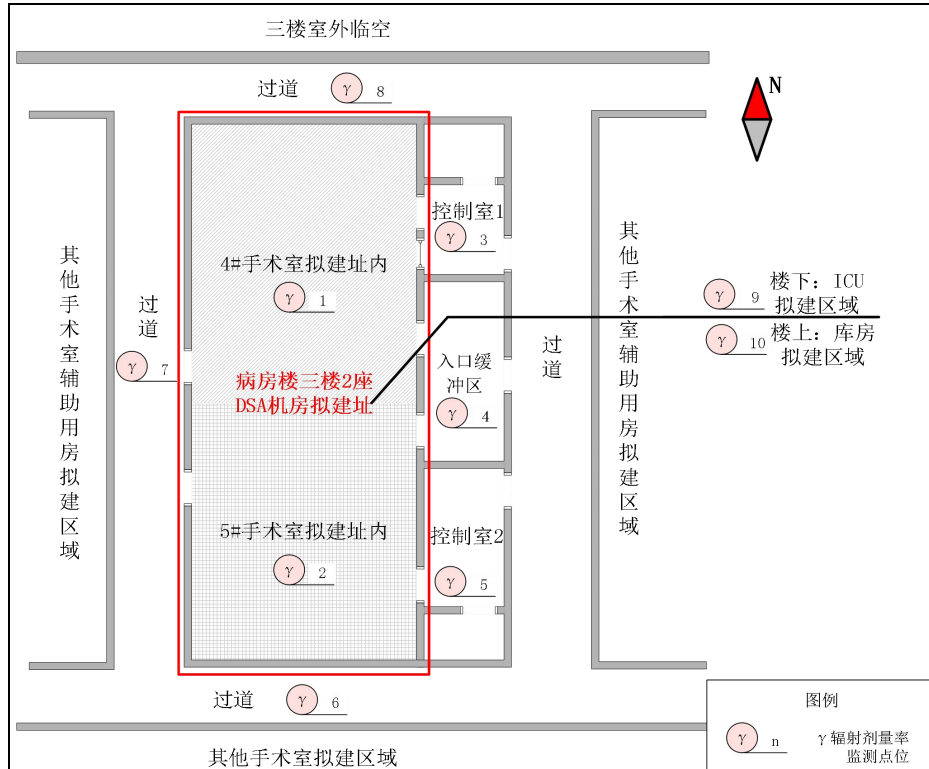 三楼室外临空
过道
γ 8
N
控制室1
γ 3
4#手术室拟建址内
γ 1
其他手术室辅助用房拟建区域
过道
γ 7
病房楼三楼2座
DSA机房拟建址
入口缓
冲区
γ 4
过道
其他手术室辅助用房拟建区域
γ 9
楼下：ICU
拟建区域
γ 10
楼上：库房
拟建区域
5#手术室拟建址内
γ 2
控制室2
γ 5
过道
γ 6
其他手术室拟建区域
图例
γ n
γ辐射剂量率
监测点位